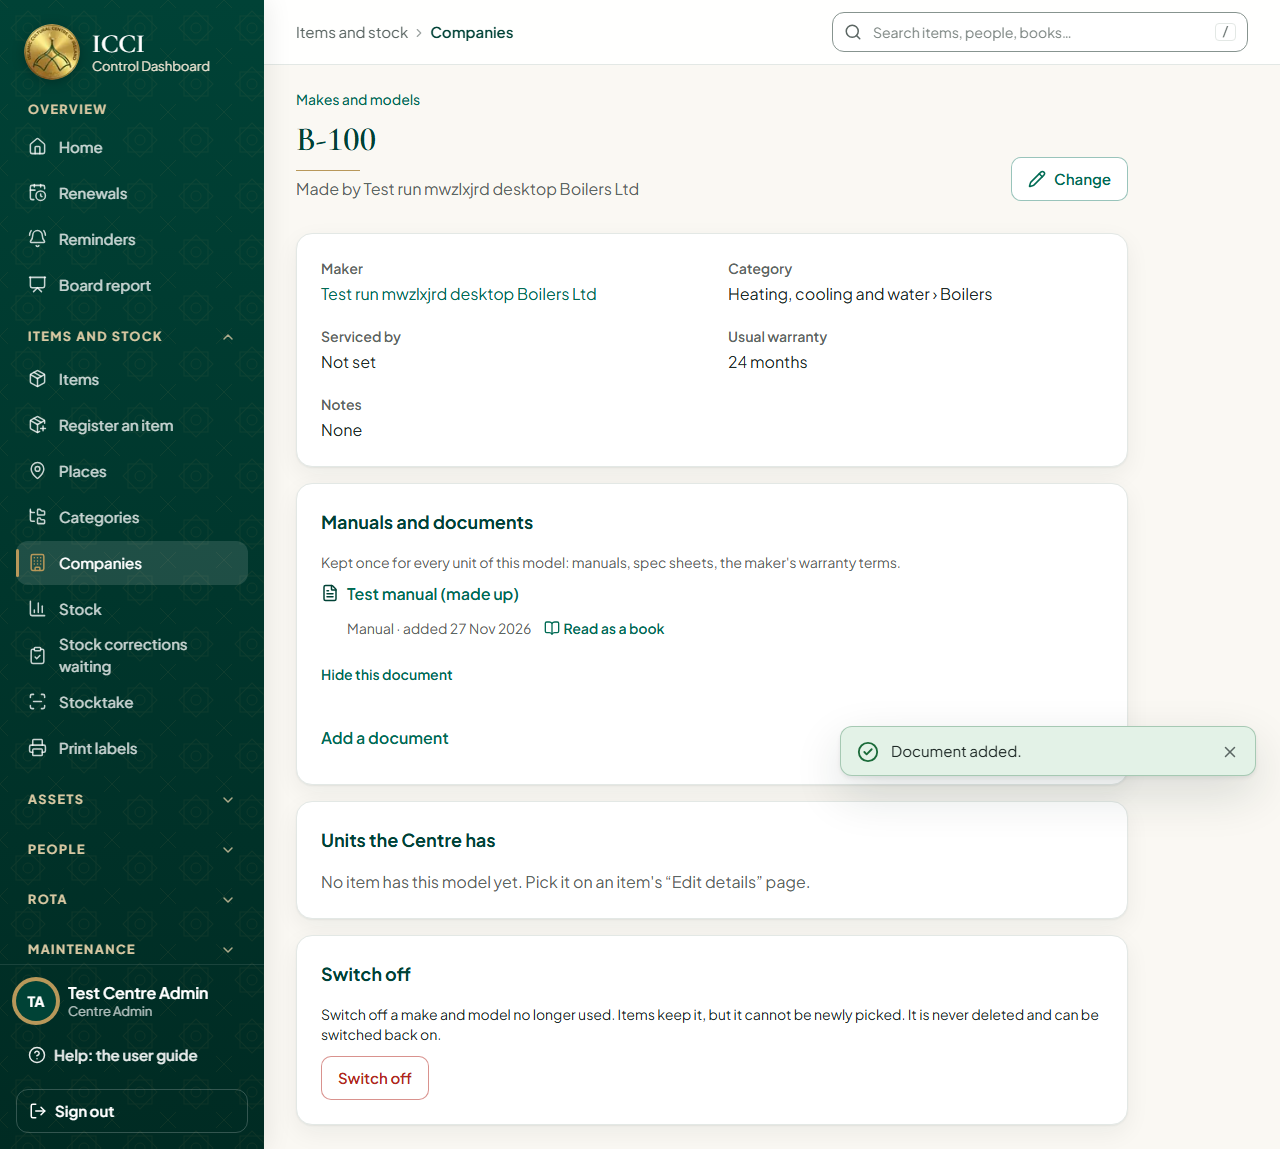 ICCI
Control Dashboard
OVERVIEW
Home
Renewals
Reminders
Board report
ITEMS AND STOCK
Items
Register an item
Places
Categories
Companies
Stock
Stock corrections
waiting
Stocktake
Print labels
ASSETS
PEOPLE
ROTA
MAINTENANCE
TA
Test Centre Admin
Centre Admin
Help: the user guide
Sign out
Items and stock › Companies
Search items, people, books…
/
Makes and models
B-100
Made by Test run mwzlxjrd desktop Boilers Ltd
Change
Maker
Test run mwzlxjrd desktop Boilers Ltd
Category
Heating, cooling and water › Boilers
Serviced by
Not set
Usual warranty
24 months
Notes
None
Manuals and documents
Kept once for every unit of this model: manuals, spec sheets, the maker's warranty terms.
Test manual (made up)
Manual · added 27 Nov 2026 Read as a book
Hide this document
Add a document
Document added.
Units the Centre has
No item has this model yet. Pick it on an item's “Edit details” page.
Switch off
Switch off a make and model no longer used. Items keep it, but it cannot be newly picked. It is never deleted and can be
switched back on.
Switch off